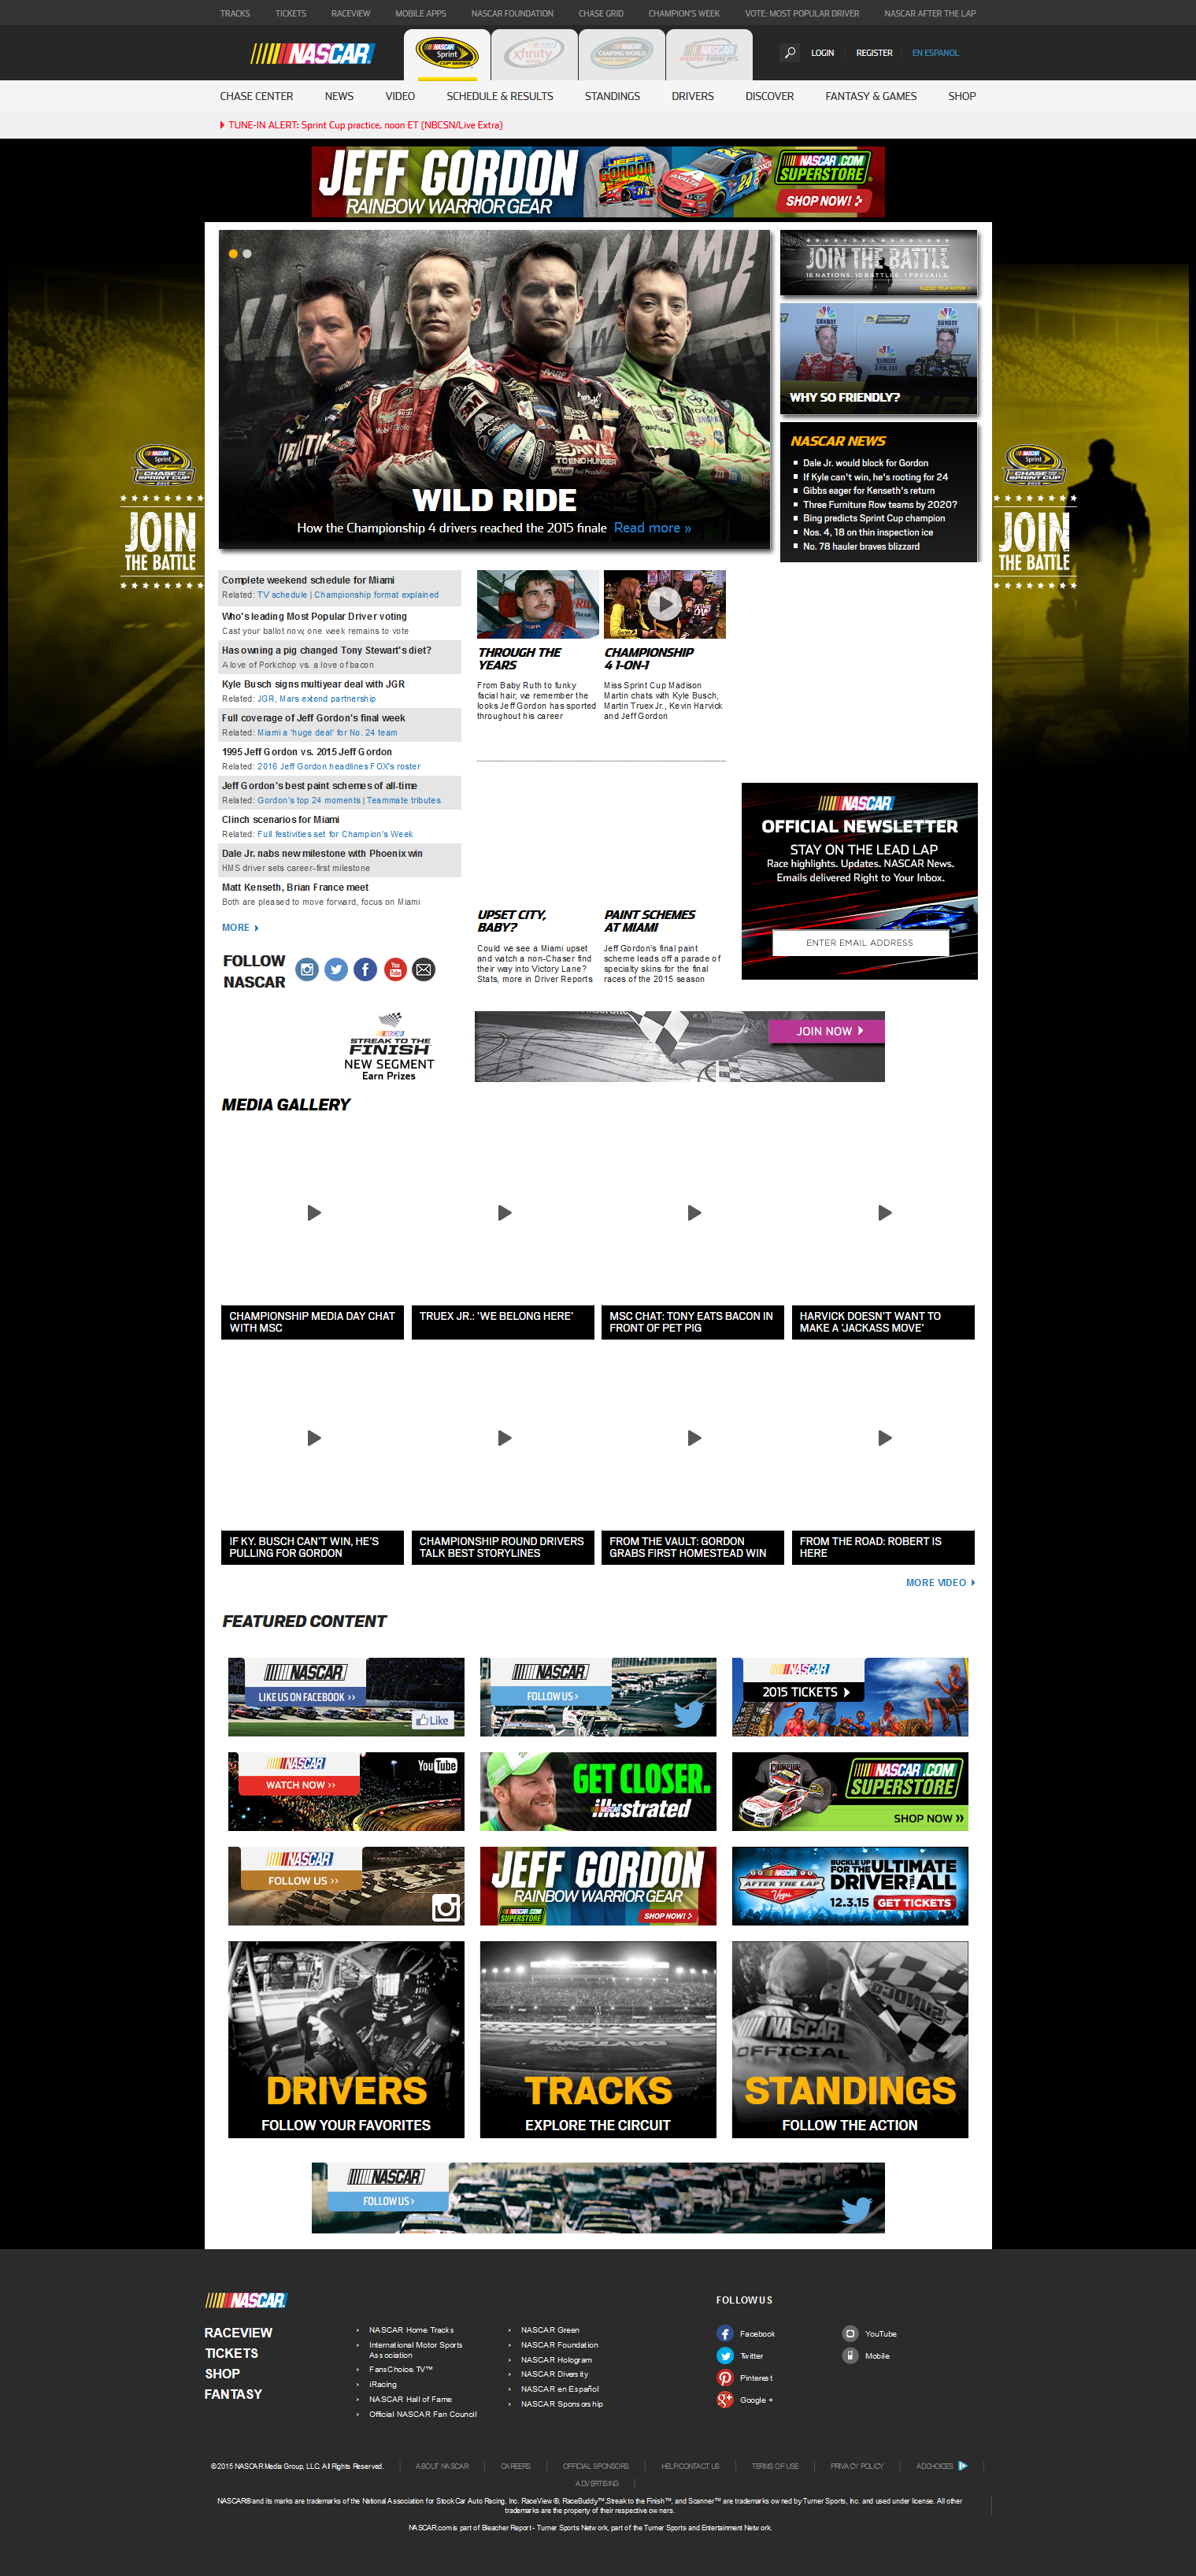 TRACKS TICKETS RACEVIEW MOBILE APPS NASCAR FOUNDATION CHASE GRID CHAMPION'S WEEK VOTE: MOST POPULAR DRIVER NASCAR AFTER THE LAP
NASCAR
NASCAR Sprint CUP SERIES
xfinity
CAMPING WORLD
NASCAR HOME TRACKS
LOGIN REGISTER EN ESPANOL
CHASE CENTER NEWS VIDEO SCHEDULE & RESULTS STANDINGS DRIVERS DISCOVER FANTASY & GAMES SHOP
TUNE-IN ALERT: Sprint Cup practice, noon ET (NBCSN/Live Extra)
JEFF GORDON
RAINBOW WARRIOR GEAR
NASCAR.COM
SUPERSTORE
SHOP NOW!
JOIN THE BATTLE
16 NATIONS. 10 BATTLES. 1 PREVAILS.
WHY SO FRIENDLY?
WILD RIDE
How the Championship 4 drivers reached the 2015 finale Read more »
NASCAR NEWS
Dale Jr. would block for Gordon
If Kyle can't win, he's rooting for 24
Gibbs eager for Kenseth's return
Three Furniture Row teams by 2020?
Bing predicts Sprint Cup champion
Nos. 4, 18 on thin inspection ice
No. 78 hauler braves blizzard
JOIN
THE BATTLE
JOIN
THE BATTLE
Complete weekend schedule for Miami
Related: TV schedule | Championship format explained
Who's leading Most Popular Driver voting
Cast your ballot now, one week remains to vote
Has owning a pig changed Tony Stewart's diet?
A love of Porkchop vs. a love of bacon
Kyle Busch signs multiyear deal with JGR
Related: JGR, Mars extend partnership
Full coverage of Jeff Gordon's final week
Related: Miami a 'huge deal' for No. 24 team
1995 Jeff Gordon vs. 2015 Jeff Gordon
Related: 2016 Jeff Gordon headlines FOX's roster
Jeff Gordon's best paint schemes of all-time
Related: Gordon's top 24 moments | Teammate tributes
Clinch scenarios for Miami
Related: Full festivities set for Champion's Week
Dale Jr. nabs new milestone with Phoenix win
HMS driver sets career-first milestone
Matt Kenseth, Brian France meet
Both are pleased to move forward, focus on Miami
MORE
FOLLOW
NASCAR
THROUGH THE
YEARS
From Baby Ruth to funky
facial hair, we remember the
looks Jeff Gordon has sported
throughout his career
CHAMPIONSHIP
4 1-ON-1
Miss Sprint Cup Madison
Martin chats with Kyle Busch,
Martin Truex Jr., Kevin Harvick
and Jeff Gordon
UPSET CITY,
BABY?
Could we see a Miami upset
and watch a non-Chaser find
their way into Victory Lane?
Stats, more in Driver Reports
PAINT SCHEMES
AT MIAMI
Jeff Gordon's final paint
scheme leads off a parade of
specialty skins for the final
races of the 2015 season
NASCAR
OFFICIAL NEWSLETTER
STAY ON THE LEAD LAP
Race highlights. Updates. NASCAR News.
Emails delivered Right to Your Inbox.
ENTER EMAIL ADDRESS
STREAK TO THE
FINISH
NEW SEGMENT
Earn Prizes
JOIN NOW
MEDIA GALLERY
CHAMPIONSHIP MEDIA DAY CHAT
WITH MSC
TRUEX JR.: 'WE BELONG HERE'
MSC CHAT: TONY EATS BACON IN
FRONT OF PET PIG
HARVICK DOESN'T WANT TO
MAKE A 'JACKASS MOVE'
IF KY. BUSCH CAN'T WIN, HE'S
PULLING FOR GORDON
CHAMPIONSHIP ROUND DRIVERS
TALK BEST STORYLINES
FROM THE VAULT: GORDON
GRABS FIRST HOMESTEAD WIN
FROM THE ROAD: ROBERT IS
HERE
MORE VIDEO
FEATURED CONTENT
NASCAR
LIKE US ON FACEBOOK >>
Like
NASCAR
FOLLOW US >
NASCAR
2015 TICKETS
NASCAR
WATCH NOW >>
YouTube
GET CLOSER.
NASCAR illustrated
NASCAR.COM
SUPERSTORE
SHOP NOW »
NASCAR
FOLLOW US >>
JEFF GORDON
RAINBOW WARRIOR GEAR
NASCAR.COM
SUPERSTORE
SHOP NOW!
BUCKLE UP
FOR THE ULTIMATE
DRIVER TELL ALL
NASCAR
AFTER THE LAP
Vegas
12.3.15 GET TICKETS
DRIVERS
FOLLOW YOUR FAVORITES
TRACKS
EXPLORE THE CIRCUIT
NASCAR
OFFICIAL
STANDINGS
FOLLOW THE ACTION
NASCAR
FOLLOW US >
NASCAR
RACEVIEW
TICKETS
SHOP
FANTASY
NASCAR Home Tracks
International Motor Sports
Association
FansChoice.TV™
iRacing
NASCAR Hall of Fame
Official NASCAR Fan Council
NASCAR Green
NASCAR Foundation
NASCAR Hologram
NASCAR Diversity
NASCAR en Español
NASCAR Sponsorship
FOLLOW US
Facebook
Twitter
Pinterest
Google +
YouTube
Mobile
© 2015 NASCAR Media Group, LLC. All Rights Reserved. ABOUT NASCAR CAREERS OFFICIAL SPONSORS HELP/CONTACT US TERMS OF USE PRIVACY POLICY ADCHOICES
ADVERTISING
NASCAR® and its marks are trademarks of the National Association for Stock Car Auto Racing, Inc. RaceView ®, RaceBuddy™,Streak to the Finish™, and Scanner™ are trademarks owned by Turner Sports, Inc. and used under license. All other
trademarks are the property of their respective owners.
NASCAR.com is part of Bleacher Report - Turner Sports Network, part of the Turner Sports and Entertainment Network.